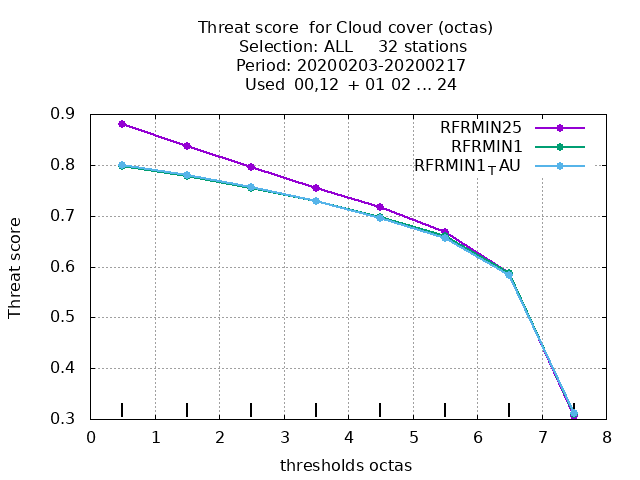 Threat score  for Cloud cover (octas)
Selection: ALL     32 stations
Period: 20200203-20200217
Used  00,12  + 01 02 ... 24
RFRMIN25
RFRMIN1
RFRMIN1_TAU
0.9
0.8
0.7
0.6
0.5
0.4
0.3
Threat score
0 1 2 3 4 5 6 7 8
thresholds octas